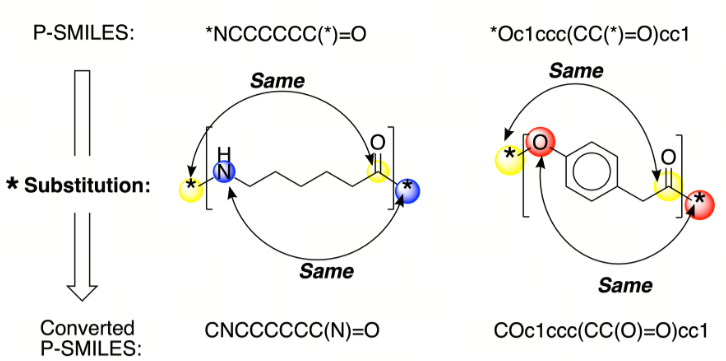 P-SMILES:
*NCCCCCC(*)=O
*Oc1ccc(CC(*)=O)cc1
Same
Same
H
N
O
*
*
O
O
*
*
* Substitution:
Same
Same
Converted
P-SMILES:
CNCCCCCC(N)=O
COc1ccc(CC(O)=O)cc1